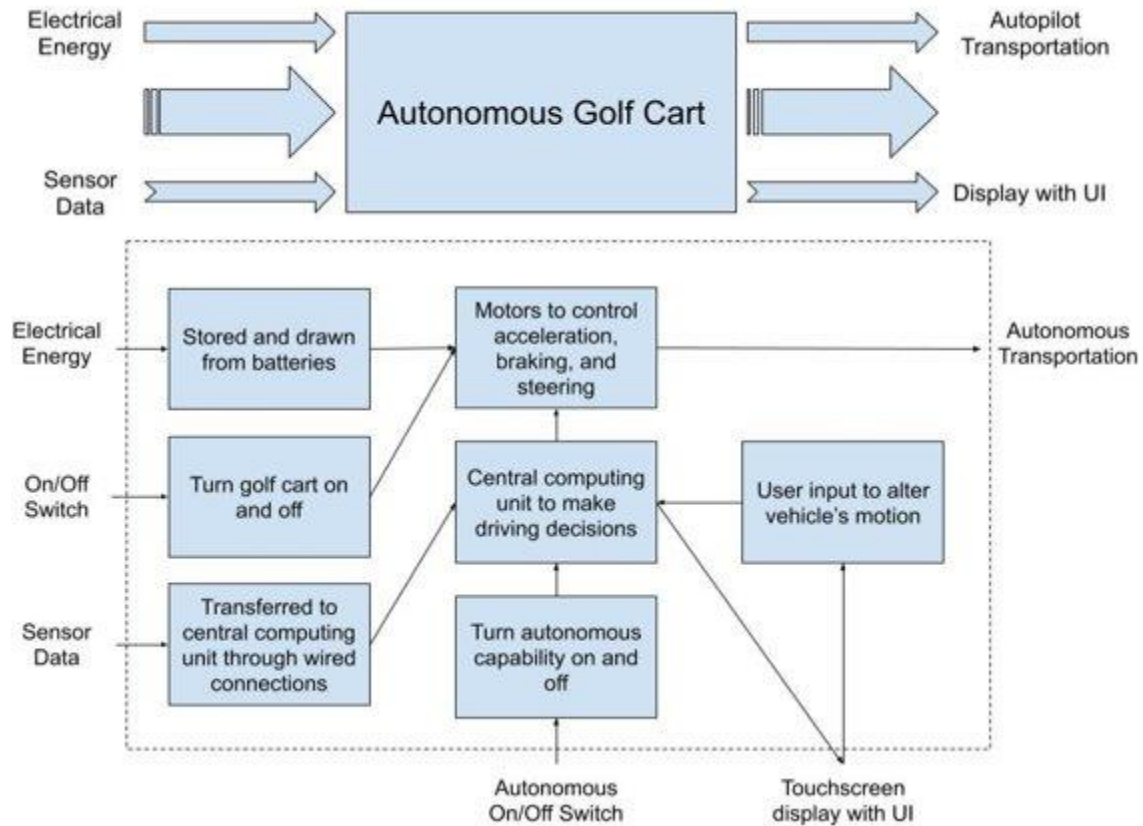 Electrical
Energy
Autopilot
Transportation
Autonomous Golf Cart
Sensor
Data
Display with UI
Electrical
Energy
Stored and drawn
from batteries
Motors to control
acceleration,
braking, and
steering
Autonomous
Transportation
On/Off
Switch
Turn golf cart on
and off
Central computing
unit to make
driving decisions
User input to alter
vehicle's motion
Sensor
Data
Transferred to
central computing
unit through wired
connections
Turn autonomous
capability on and
off
Autonomous
On/Off Switch
Touchscreen
display with UI